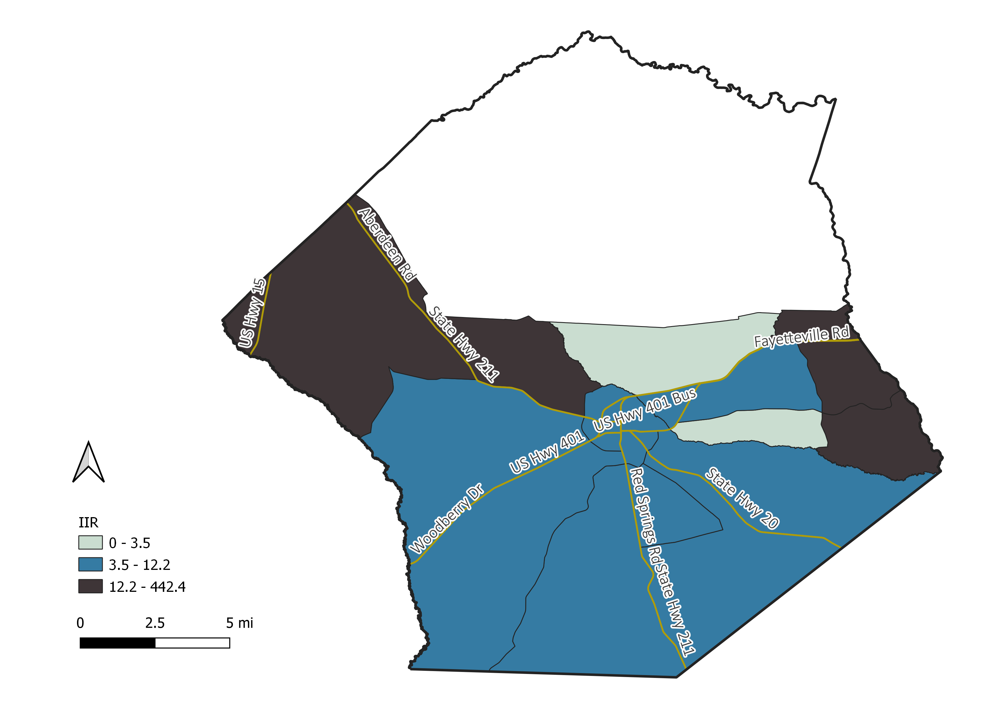 Aberdeen Rd
US Hwy 15
State Hwy 211
Fayetteville Rd
US Hwy 401 Bus
US Hwy 401
Woodberry Dr
State Hwy 20
Red Springs Rd
State Hwy 211
IIR
0 - 3.5
3.5 - 12.2
12.2 - 442.4
0 2.5 5 mi